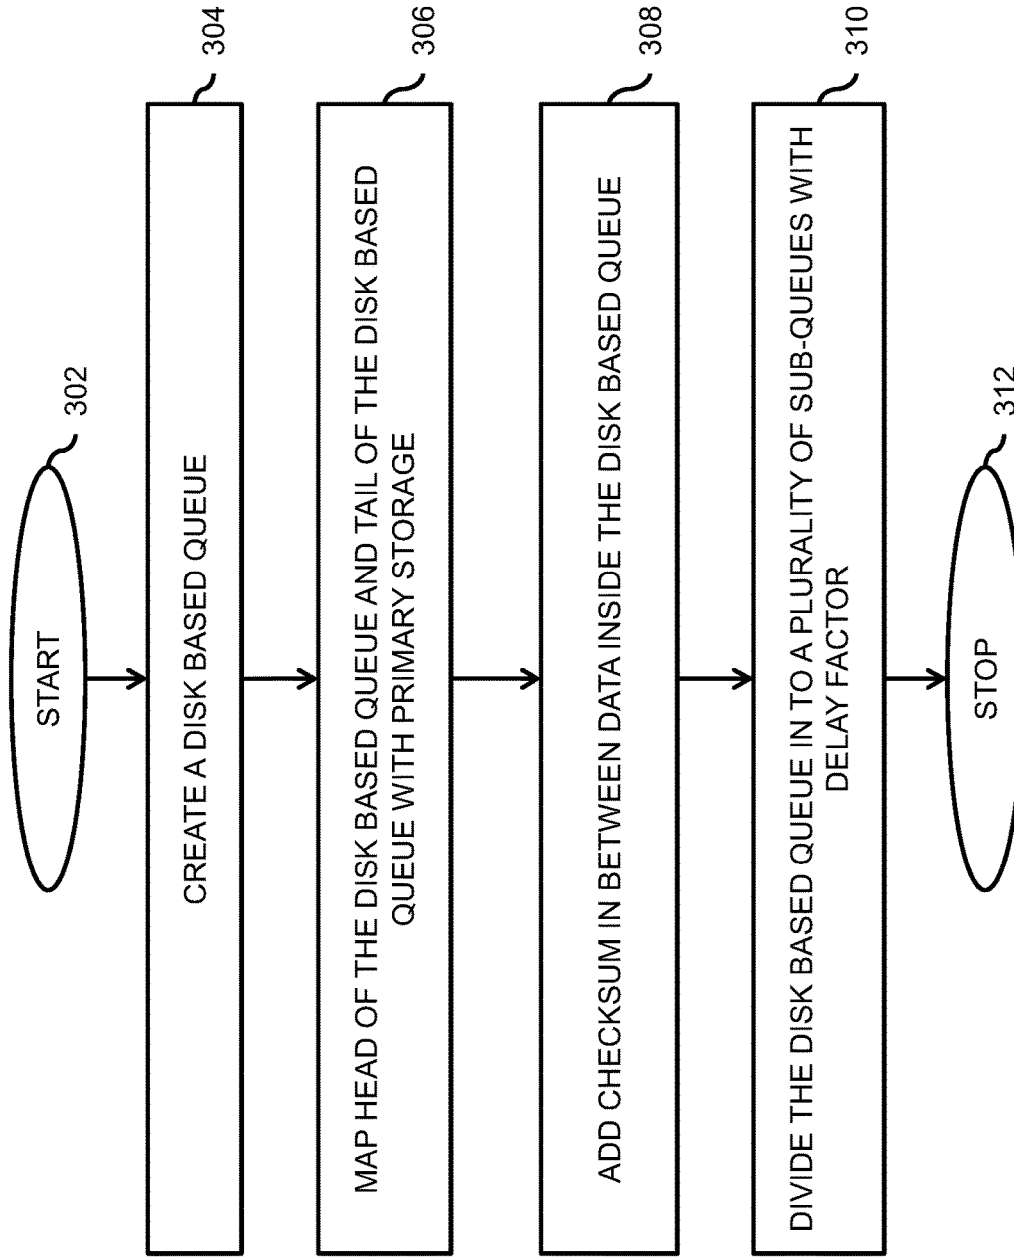 START
302
CREATE A DISK BASED QUEUE
304
MAP HEAD OF THE DISK BASED QUEUE AND TAIL OF THE DISK BASED
QUEUE WITH PRIMARY STORAGE
306
ADD CHECKSUM IN BETWEEN DATA INSIDE THE DISK BASED QUEUE
308
DIVIDE THE DISK BASED QUEUE IN TO A PLURALITY OF SUB-QUEUES WITH
DELAY FACTOR
310
STOP
312